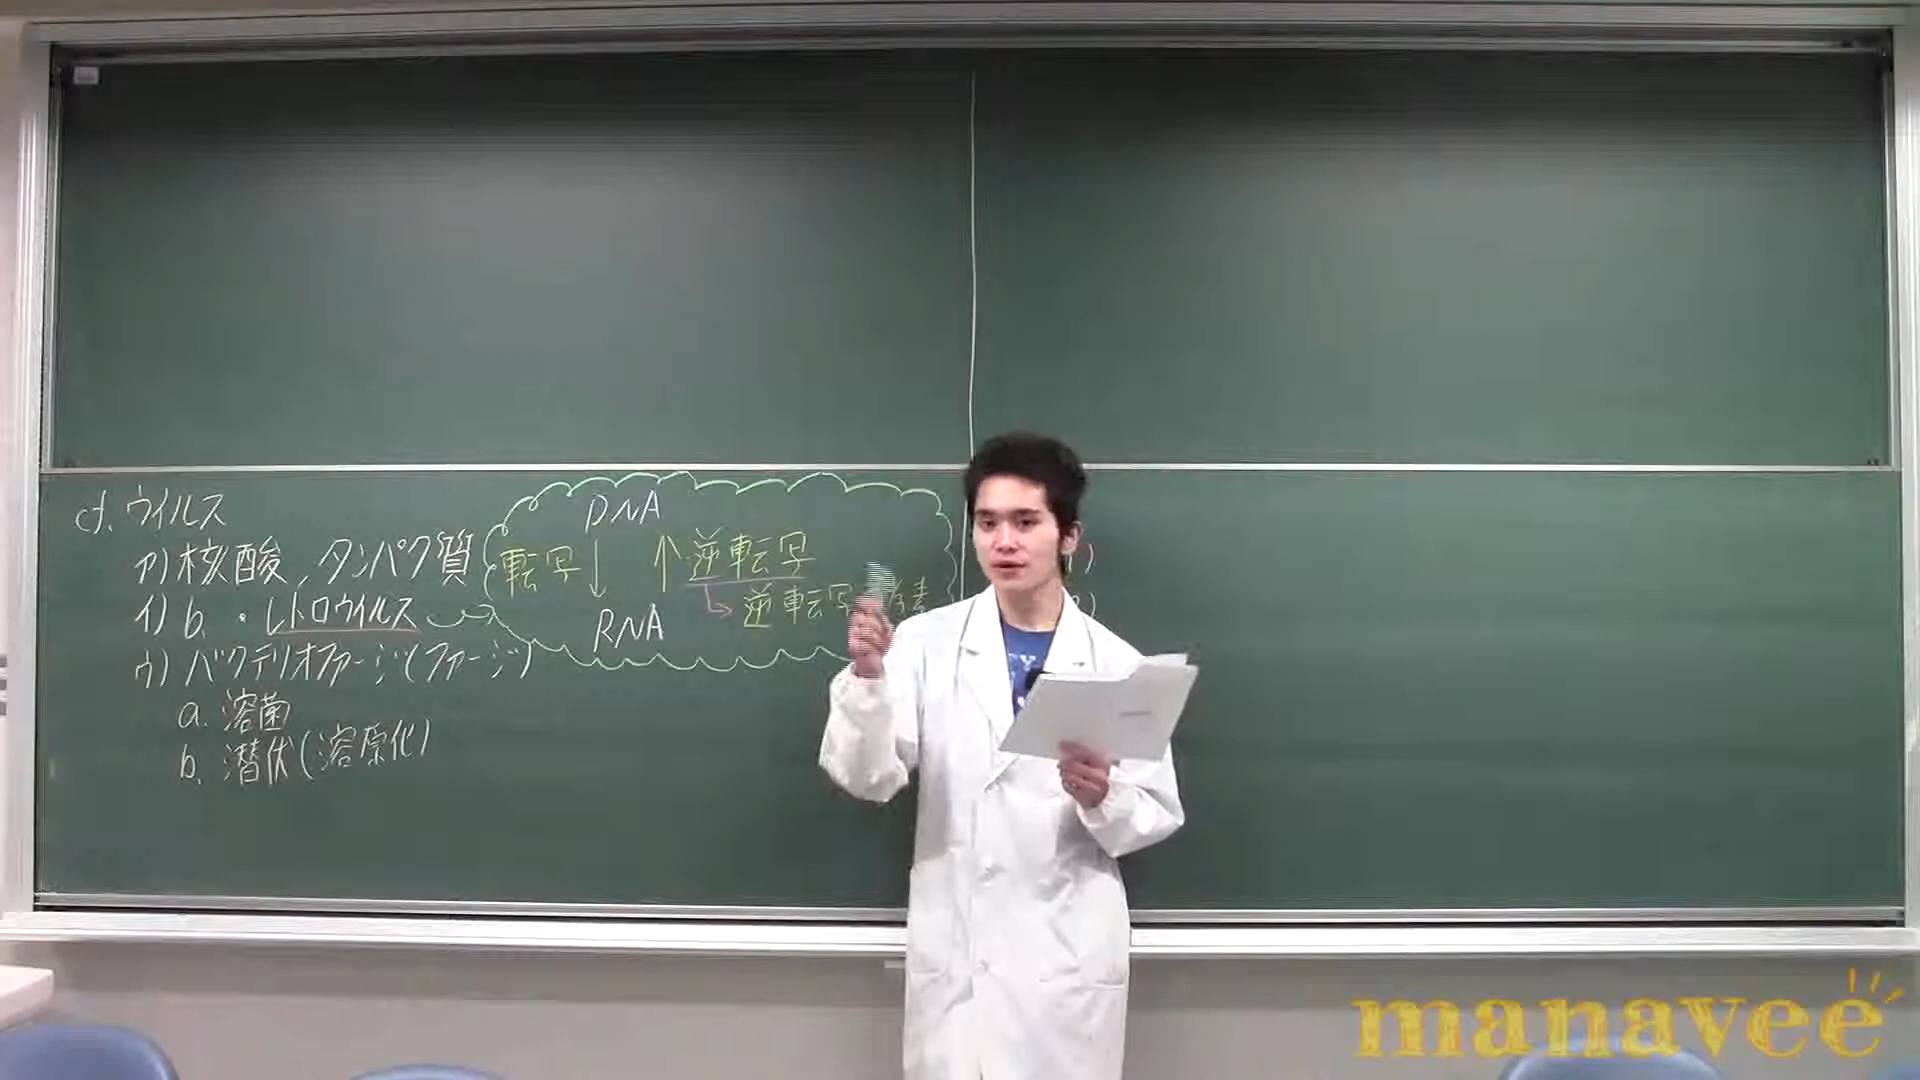 cf. ウイルス
ア)核酸、タンパク質
イ) b. ・レトロウイルス
ウ)バクテリオファージ(ファージ)
a. 溶菌
b. 潜伏(溶原化)
DNA
転写↓ ↑逆転写
↳逆転写 素
RNA
manavee